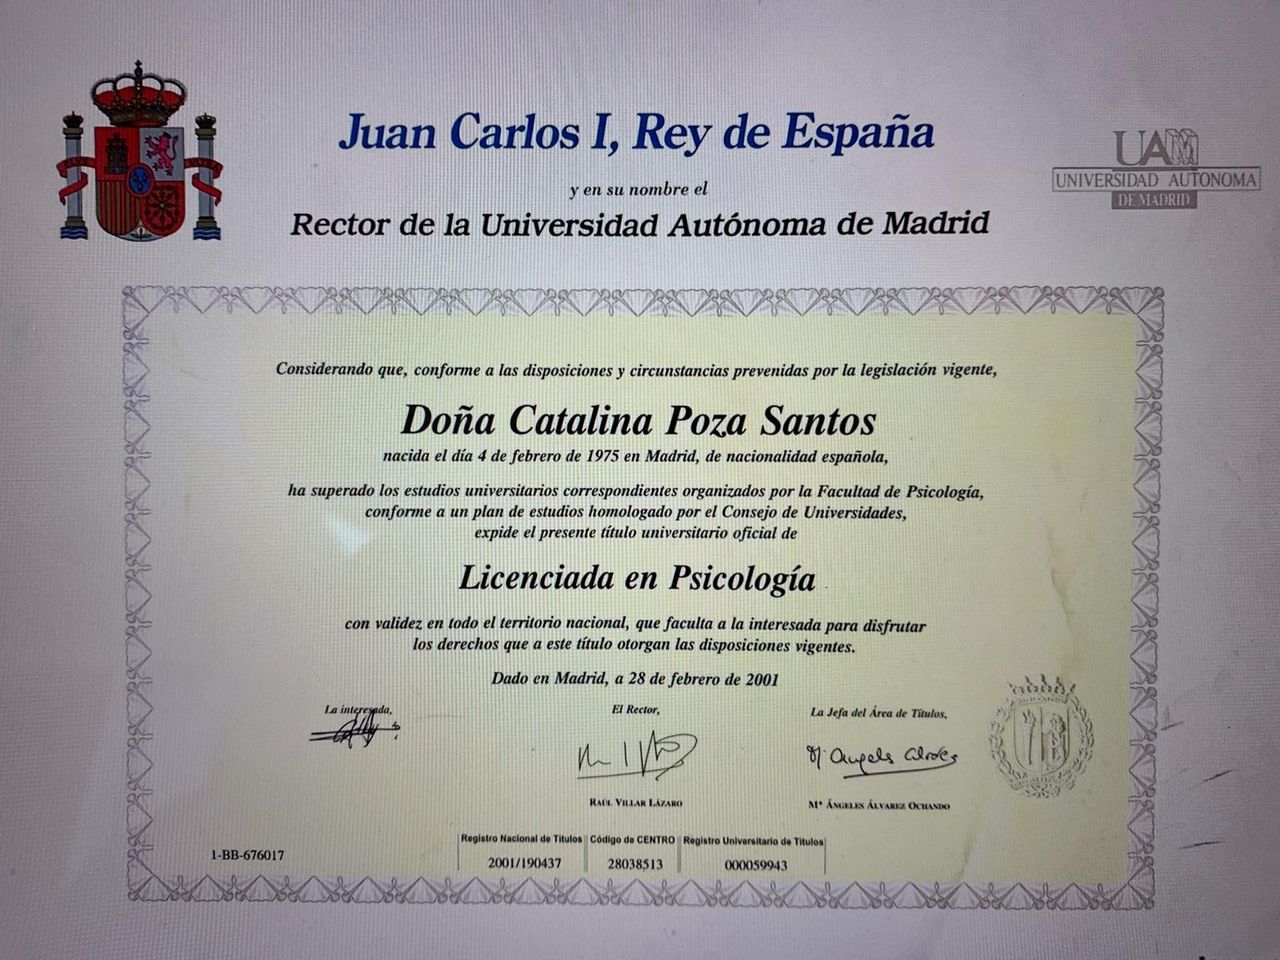 Juan Carlos I, Rey de España
y en su nombre el
Rector de la Universidad Autónoma de Madrid
UAM
UNIVERSIDAD AUTONOMA
DE MADRID
Considerando que, conforme a las disposiciones y circunstancias prevenidas por la legislación vigente,
Doña Catalina Poza Santos
nacida el día 4 de febrero de 1975 en Madrid, de nacionalidad española,
ha superado los estudios universitarios correspondientes organizados por la Facultad de Psicología,
conforme a un plan de estudios homologado por el Consejo de Universidades,
expide el presente título universitario oficial de
Licenciada en Psicología
con validez en todo el territorio nacional, que faculta a la interesada para disfrutar
los derechos que a este título otorgan las disposiciones vigentes.
Dado en Madrid, a 28 de febrero de 2001
La interesada,
El Rector,
La Jefa del Área de Títulos,
RAÚL VILLAR LÁZARO
Mª ÁNGELES ÁLVAREZ OCHANDO
1-BB-676017
Registro Nacional de Títulos Código de CENTRO Registro Universitario de Títulos
2001/190437 28038513 000059943